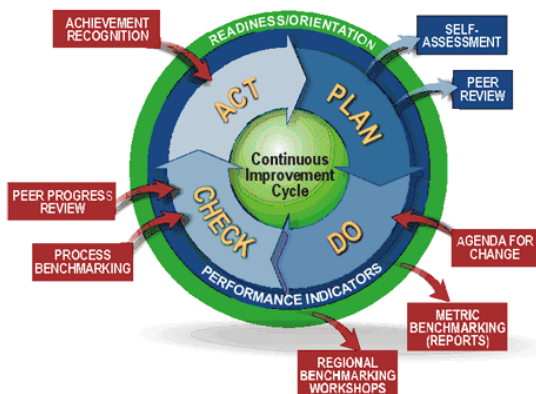 ACHIEVEMENT
RECOGNITION
READINESS/ORIENTATION
SELF-
ASSESSMENT
PEER
REVIEW
ACT
PLAN
Continuous
Improvement
Cycle
CHECK
DO
PEER PROGRESS
REVIEW
PROCESS
BENCHMARKING
AGENDA FOR
CHANGE
PERFORMANCE INDICATORS
METRIC
BENCHMARKING
(REPORTS)
REGIONAL
BENCHMARKING
WORKSHOPS